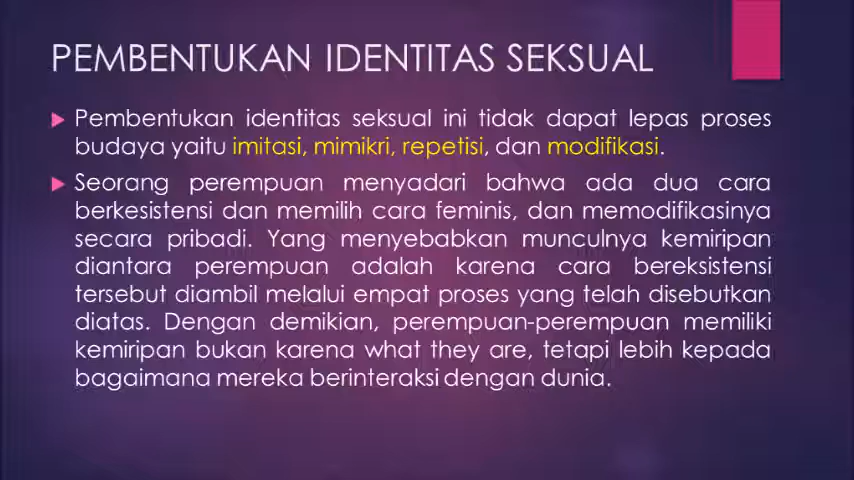 PEMBENTUKAN IDENTITAS SEKSUAL
Pembentukan identitas seksual ini tidak dapat lepas proses
budaya yaitu imitasi, mimikri, repetisi, dan modifikasi.
Seorang perempuan menyadari bahwa ada dua cara
berkesistensi dan memilih cara feminis, dan memodifikasinya
secara pribadi. Yang menyebabkan munculnya kemiripan
diantara perempuan adalah karena cara bereksistensi
tersebut diambil melalui empat proses yang telah disebutkan
diatas. Dengan demikian, perempuan-perempuan memiliki
kemiripan bukan karena what they are, tetapi lebih kepada
bagaimana mereka berinteraksi dengan dunia.